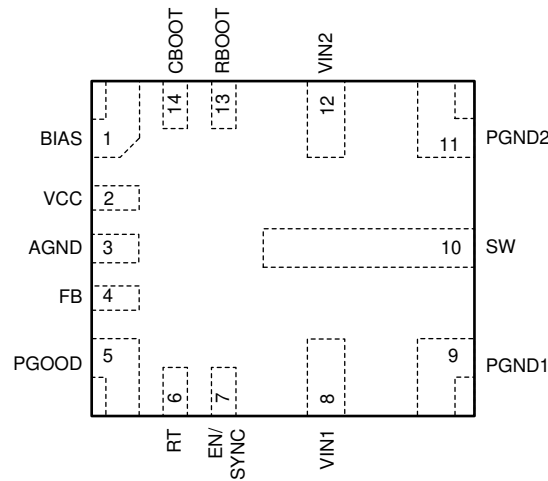 CBOOT
RBOOT
VIN2
14
13
12
BIAS
1
11
PGND2
VCC
2
AGND
3
10
SW
FB
4
PGOOD
5
9
PGND1
6
7
8
RT
EN/
SYNC
VIN1